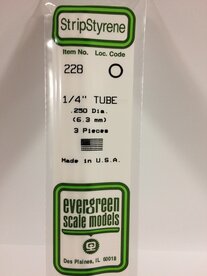 StripStyrene
Item No. Loc. Code
228
1/4" TUBE
.250 Dia.
(6.3 mm)
3 Pieces
Made in U.S.A.
evergreen
scale models
Des Plaines, IL 60018